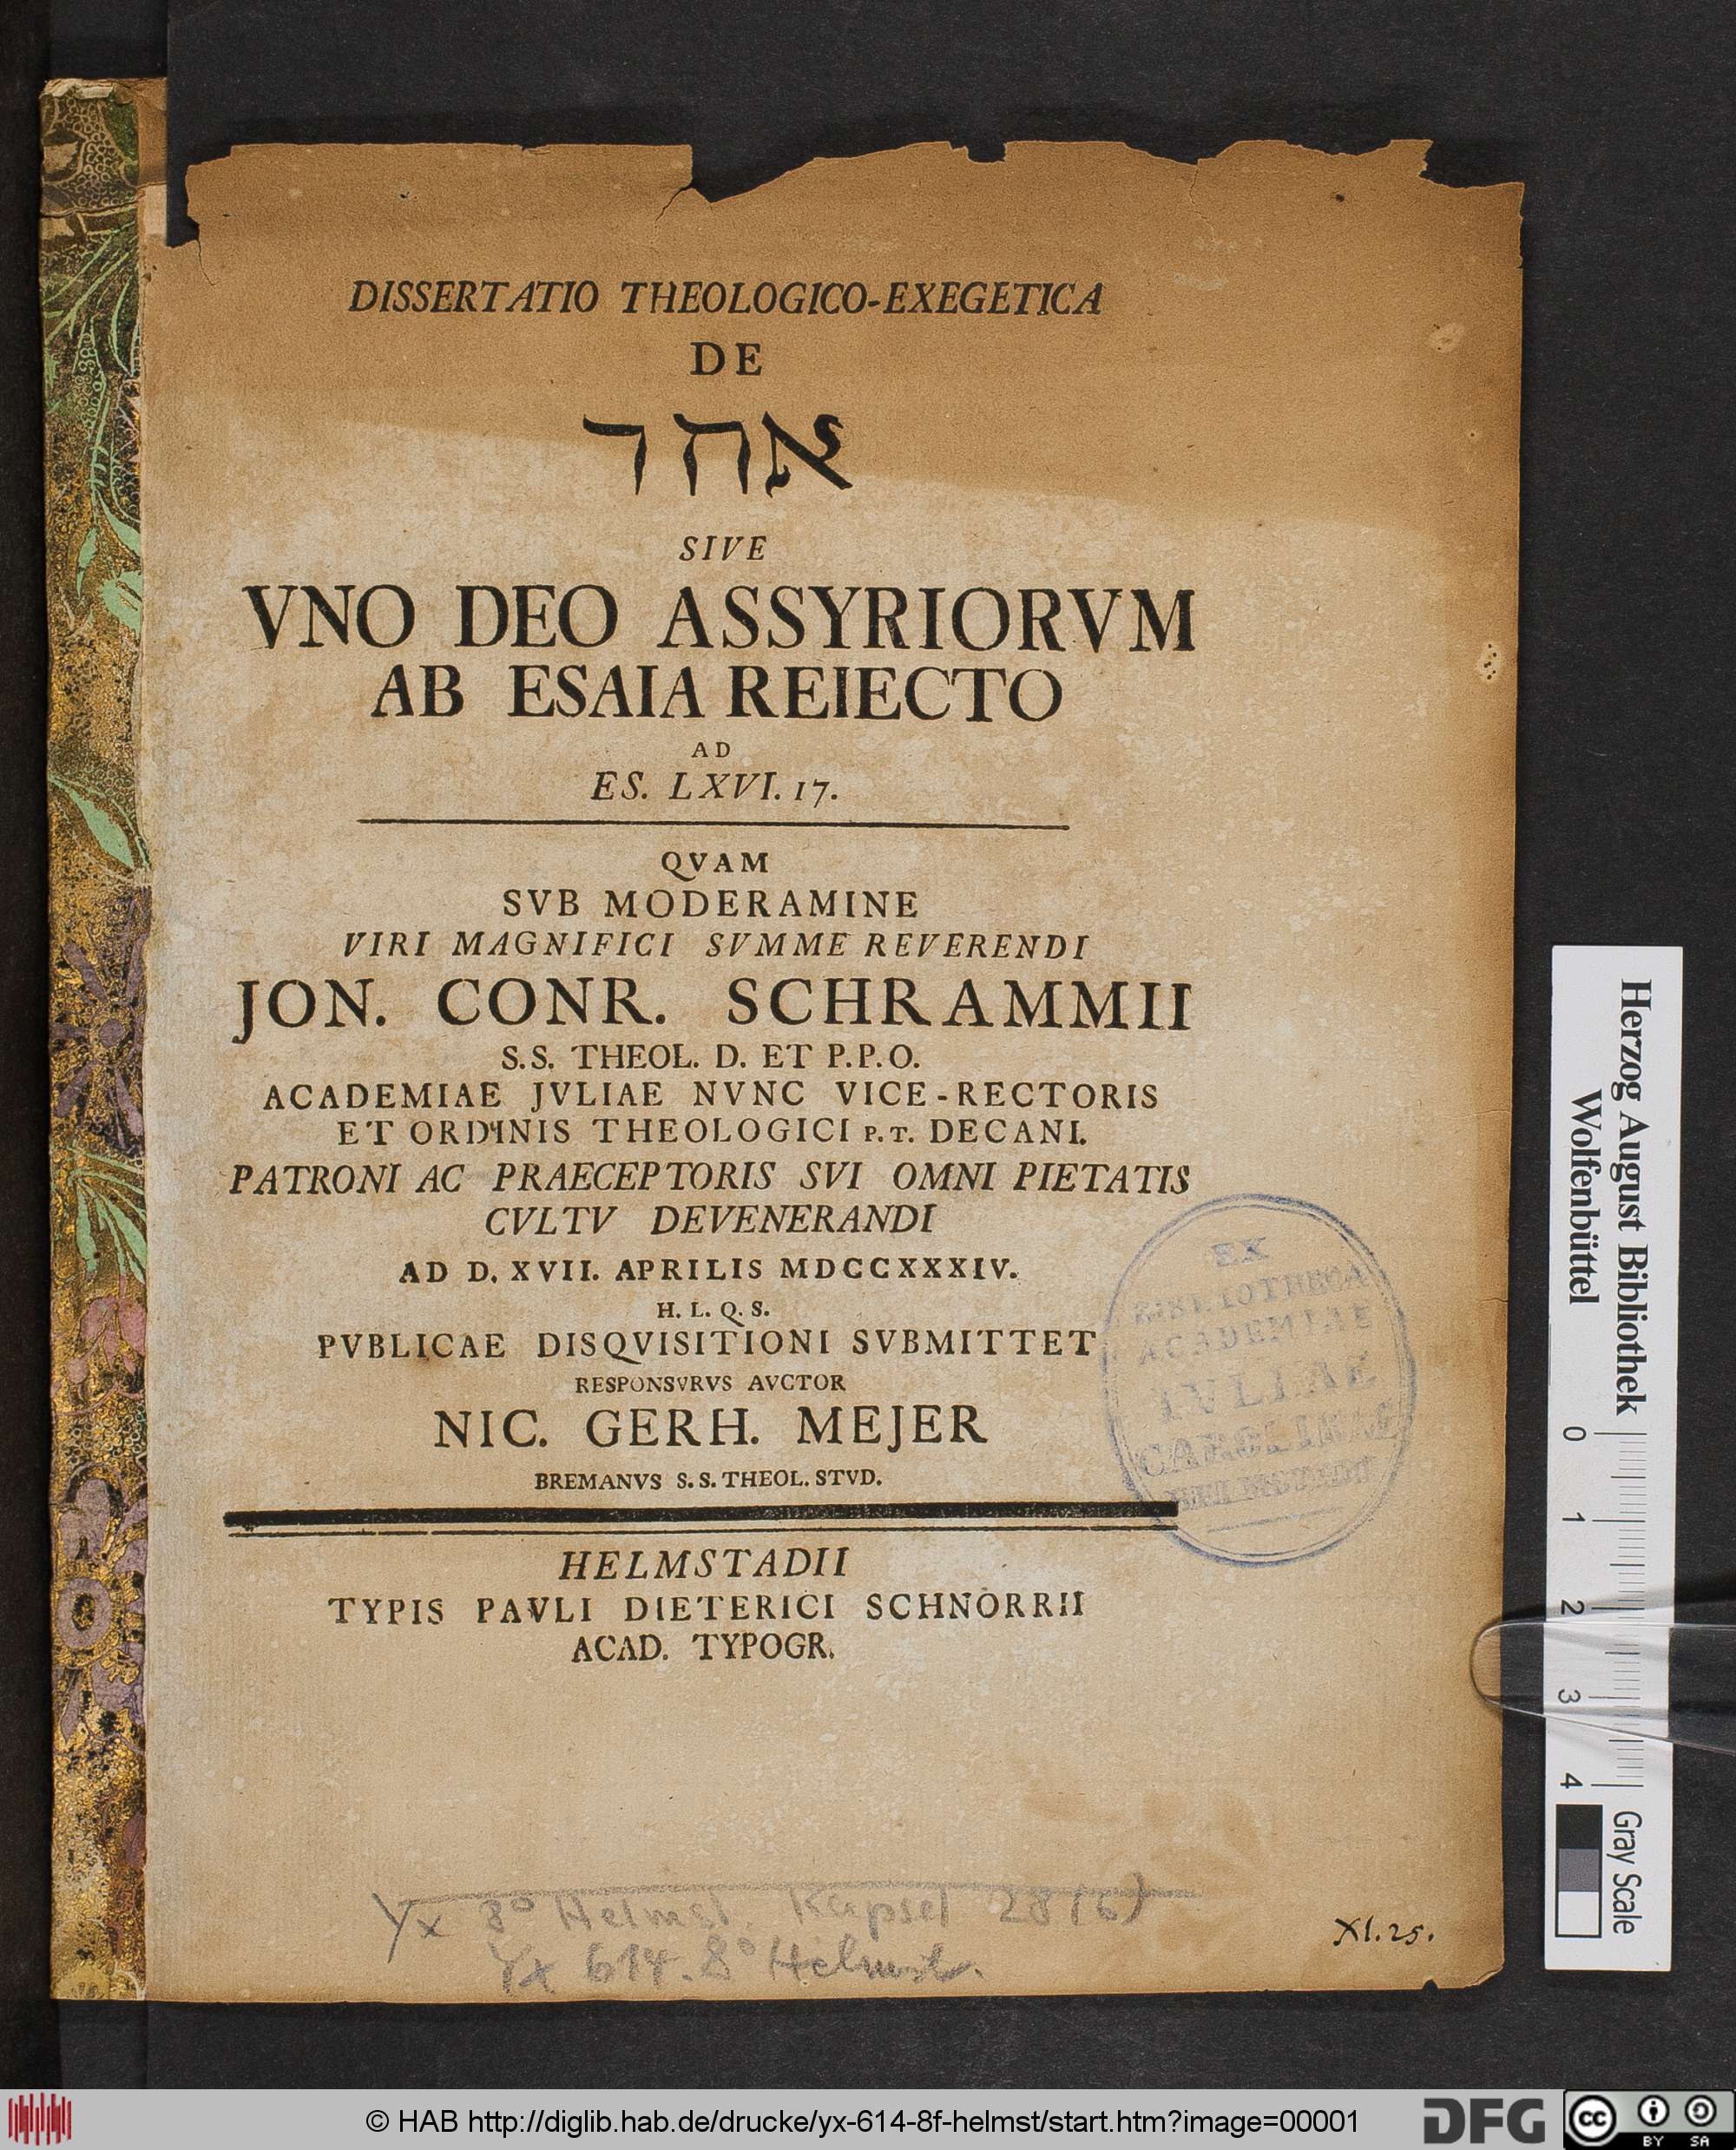 DISSERTATIO THEOLOGICO-EXEGETICA
DE
אחד
SIVE
VNO DEO ASSYRIORVM
AB ESAIA REIECTO
AD
ES. LXVI. 17.
QVAM
SVB MODERAMINE
VIRI MAGNIFICI SVMME REVERENDI
JON. CONR. SCHRAMMII
S.S. THEOL. D. ET P.P.O.
ACADEMIAE JVLIAE NVNC VICE-RECTORIS
ET ORDINIS THEOLOGICI P.T. DECANI.
PATRONI AC PRAECEPTORIS SVI OMNI PIETATIS
CVLTV DEVENERANDI
AD D. XVII. APRILIS MDCCXXXIV.
H. L. Q. S.
PVBLICAE DISQVISITIONI SVBMITTET
RESPONSVRVS AVCTOR
NIC. GERH. MEJER
BREMANVS S.S. THEOL. STVD.
HELMSTADII
TYPIS PAVLI DIETERICI SCHNORRII
ACAD. TYPOGR.
EX
BIBLIOTHECA
ACADEMIAE
IVLIAE
CAROLINAE
Yx 8° Helmst. Kapsel 28 (6)
Yx 614. 8° Helmst.
XI. 25.
Herzog August Bibliothek
Wolfenbüttel
0 1 2 3 4
Gray Scale
© HAB http://diglib.hab.de/drucke/yx-614-8f-helmst/start.htm?image=00001
DFG
cc BY SA